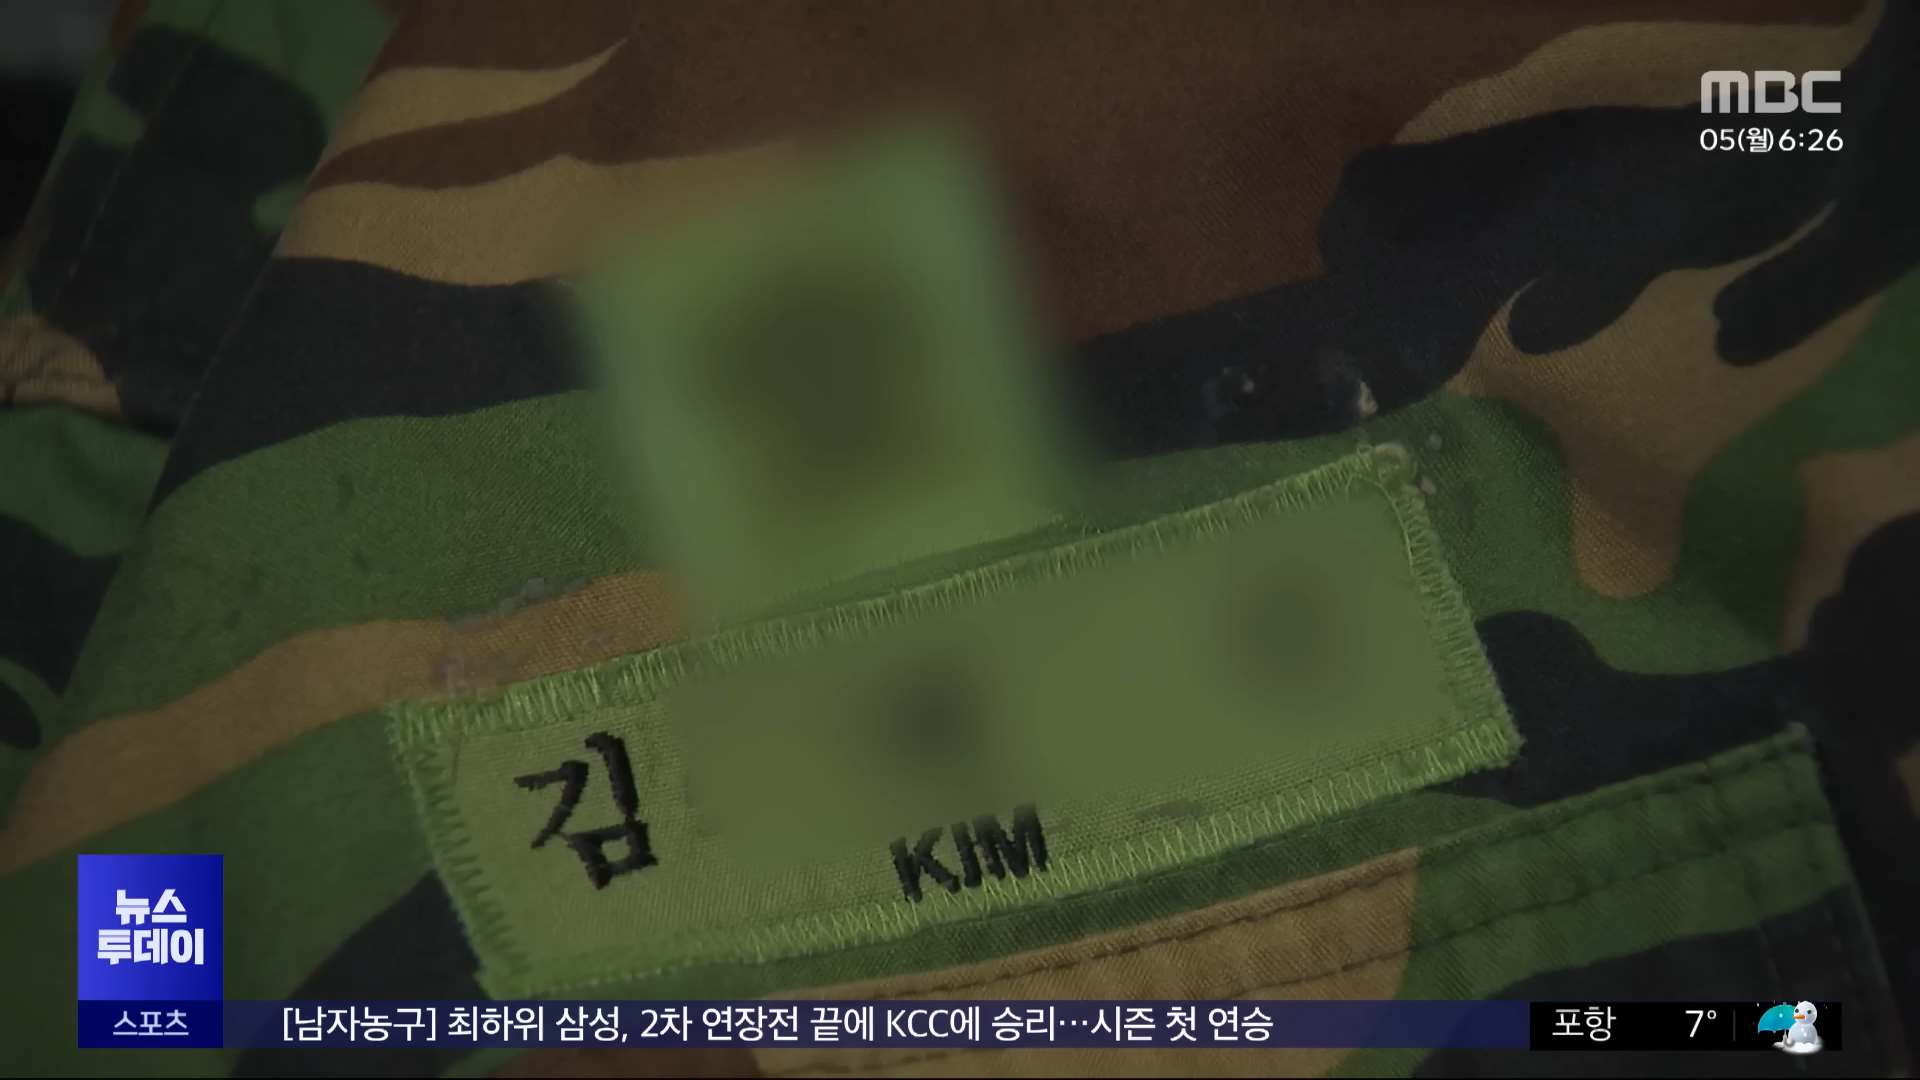 MBC
05(월)6:26
김
KIM
뉴스
투데이
스포츠
[남자농구] 최하위 삼성, 2차 연장전 끝에 KCC에 승리…시즌 첫 연승
포항 7°